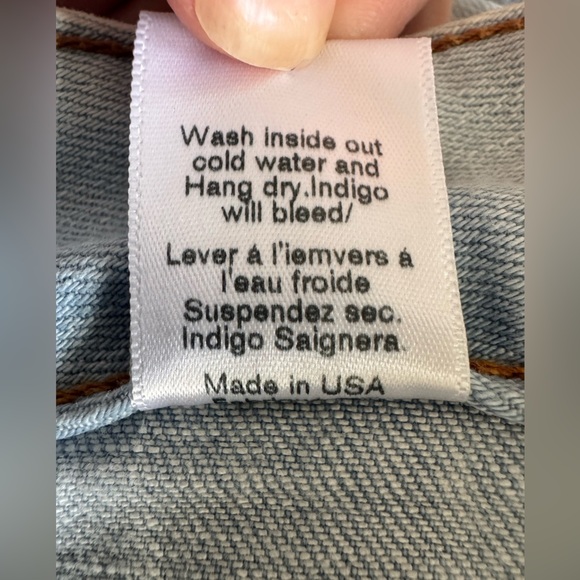 Wash inside out
cold water and
Hang dry.Indigo
will bleed/
Lever á l'iemvers á
l'eau froide
Suspendez sec.
Indigo Saignera.
Made in USA